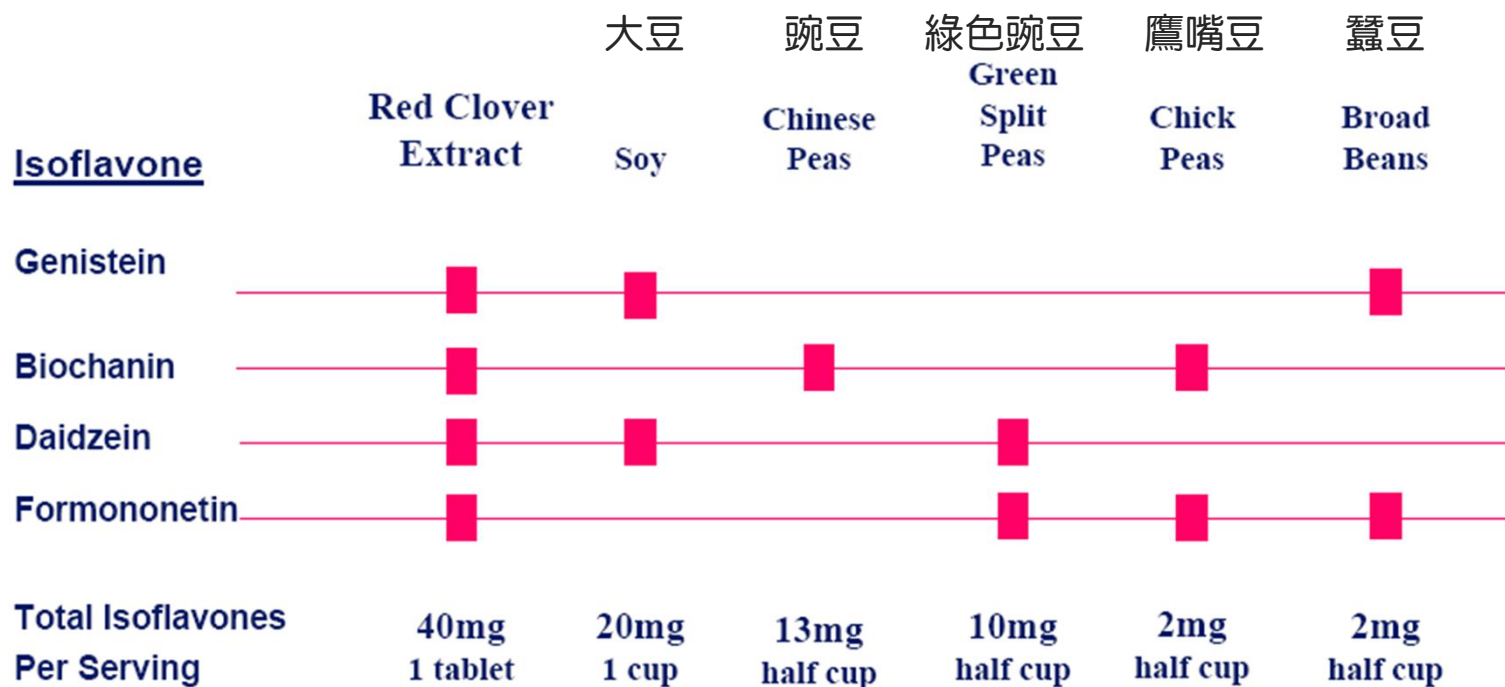 大豆 豌豆 綠色豌豆 鷹嘴豆 蠶豆
Isoflavone
Red Clover
Extract
Soy
Chinese
Peas
Green
Split
Peas
Chick
Peas
Broad
Beans
Genistein
Biochanin
Daidzein
Formononetin
Total Isoflavones
Per Serving
40mg
1 tablet
20mg
1 cup
13mg
half cup
10mg
half cup
2mg
half cup
2mg
half cup